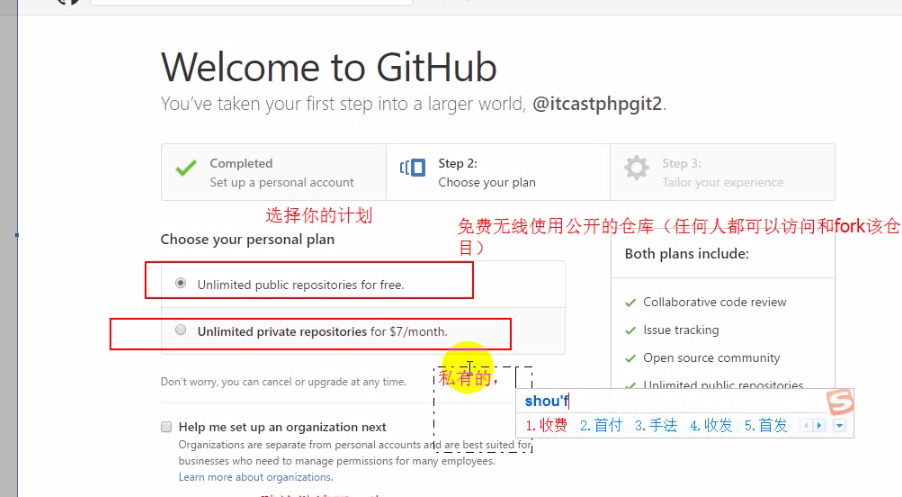 Welcome to GitHub
You've taken your first step into a larger world, @itcastphpgit2.
Completed
Set up a personal account
Step 2:
Choose your plan
Step 3:
Tailor your experience
选择你的计划
免费无线使用公开的仓库（任何人都可以访问和fork该仓
目）
Choose your personal plan
Unlimited public repositories for free.
Unlimited private repositories for $7/month.
Both plans include:
Collaborative code review
Issue tracking
Open source community
Unlimited public repositories
Don't worry, you can cancel or upgrade at any time.
私有的，
shou'f
1.收费 2.首付 3.手法 4.收发 5.首发
Help me set up an organization next
Organizations are separate from personal accounts and are best suited for
businesses who need to manage permissions for many employees.
Learn more about organizations.